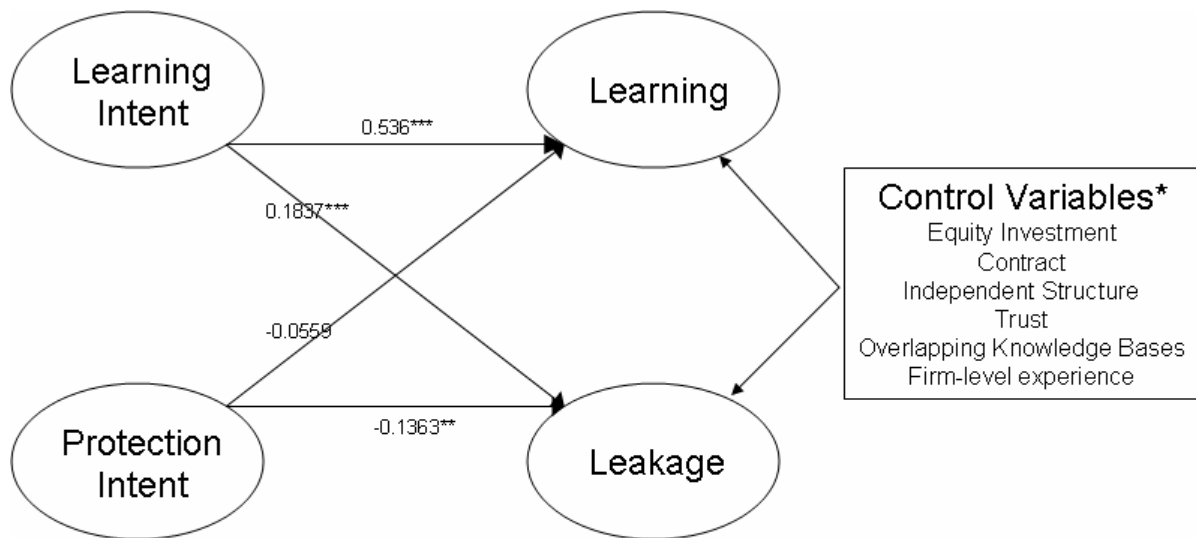 Learning
Intent
Learning
0.536***
0.1837***
-0.0559
-0.1363**
Protection
Intent
Leakage
Control Variables*
Equity Investment
Contract
Independent Structure
Trust
Overlapping Knowledge Bases
Firm-level experience